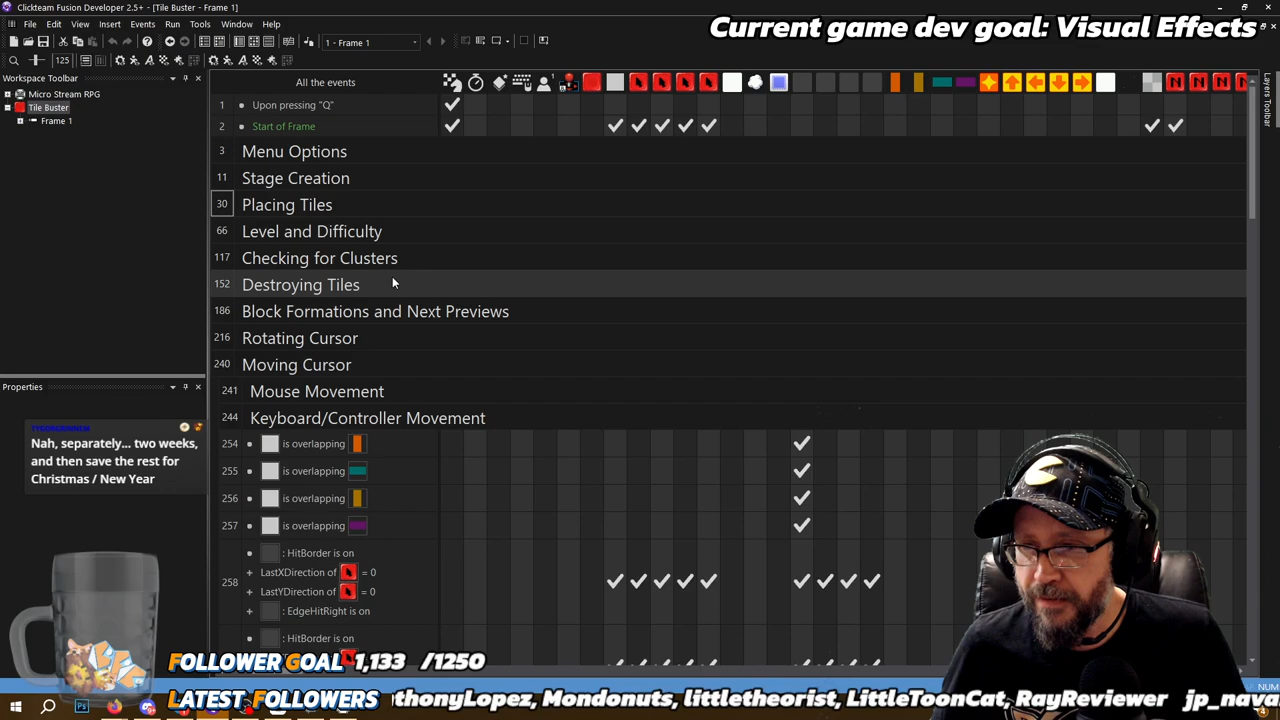 Clickteam Fusion Developer 2.5+ - [Tile Buster - Frame 1]
Current game dev goal: Visual Effects
File Edit View Insert Events Run Tools Window Help
1 - Frame 1
Workspace Toolbar
Micro Stream RPG
Tile Buster
Frame 1
All the events
1 Upon pressing "Q"
2 Start of Frame
3 Menu Options
11 Stage Creation
30 Placing Tiles
66 Level and Difficulty
117 Checking for Clusters
152 Destroying Tiles
186 Block Formations and Next Previews
216 Rotating Cursor
240 Moving Cursor
241 Mouse Movement
244 Keyboard/Controller Movement
254 is overlapping
255 is overlapping
256 is overlapping
257 is overlapping
258
: HitBorder is on
+ LastXDirection of = 0
+ LastYDirection of = 0
+ : EdgeHitRight is on
: HitBorder is on
Layers Toolbar
Properties
Nah, separately... two weeks,
and then save the rest for
Christmas / New Year
Follower Goal 1,133 /1250
Latest Followers thonyLopez, Mondonuts, littletheorist, LittleToonCat, RayReviewer jp_nava
NUM